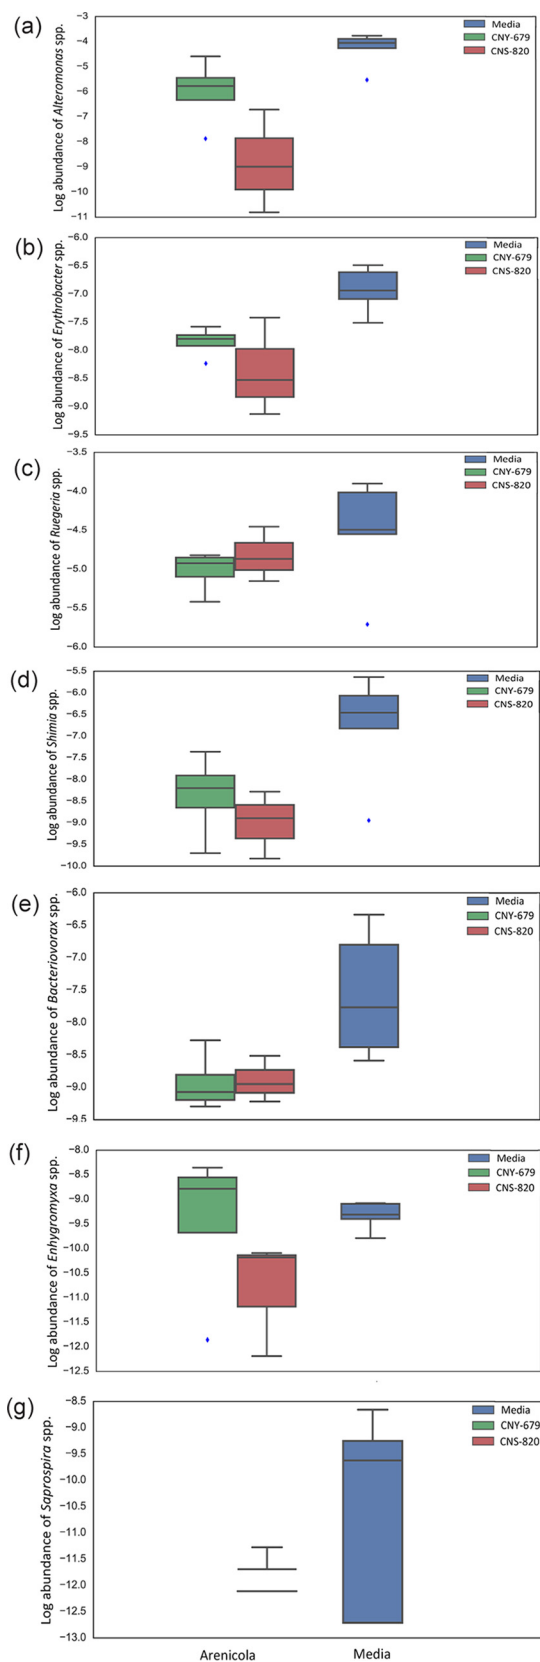 (a)
Log abundance of Alteromonas spp.
−3
−4
−5
−6
−7
−8
−9
−10
−11
Media
CNY-679
CNS-820
(b)
Log abundance of Erythrobacter spp.
−6.0
−6.5
−7.0
−7.5
−8.0
−8.5
−9.0
−9.5
Media
CNY-679
CNS-820
(c)
Log abundance of Ruegeria spp.
−3.5
−4.0
−4.5
−5.0
−5.5
−6.0
Media
CNY-679
CNS-820
(d)
Log abundance of Shimia spp.
−5.5
−6.0
−6.5
−7.0
−7.5
−8.0
−8.5
−9.0
−9.5
−10.0
Media
CNY-679
CNS-820
(e)
Log abundance of Bacteriovorax spp.
−6.0
−6.5
−7.0
−7.5
−8.0
−8.5
−9.0
−9.5
Media
CNY-679
CNS-820
(f)
Log abundance of Enhygromyxa spp.
−8.0
−8.5
−9.0
−9.5
−10.0
−10.5
−11.0
−11.5
−12.0
−12.5
Media
CNY-679
CNS-820
(g)
Log abundance of Saprospira spp.
−8.5
−9.0
−9.5
−10.0
−10.5
−11.0
−11.5
−12.0
−12.5
−13.0
Media
CNY-679
CNS-820
Arenicola Media